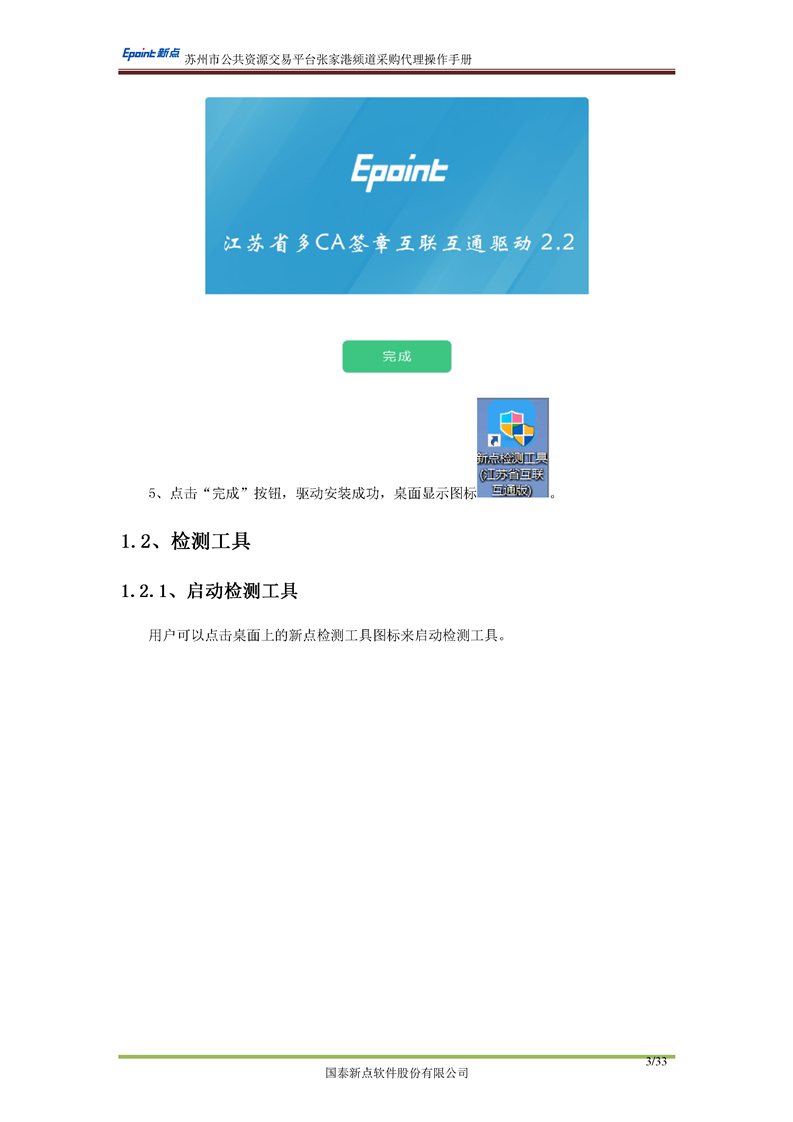 Epoint新点 苏州市公共资源交易平台张家港频道采购代理操作手册
Epoint
江苏省多CA签章互联互通驱动 2.2
完成
新点检测工具
(江苏省互联
互通版)
5、点击“完成”按钮，驱动安装成功，桌面显示图标。
1.2、检测工具
1.2.1、启动检测工具
用户可以点击桌面上的新点检测工具图标来启动检测工具。
3/33
国泰新点软件股份有限公司